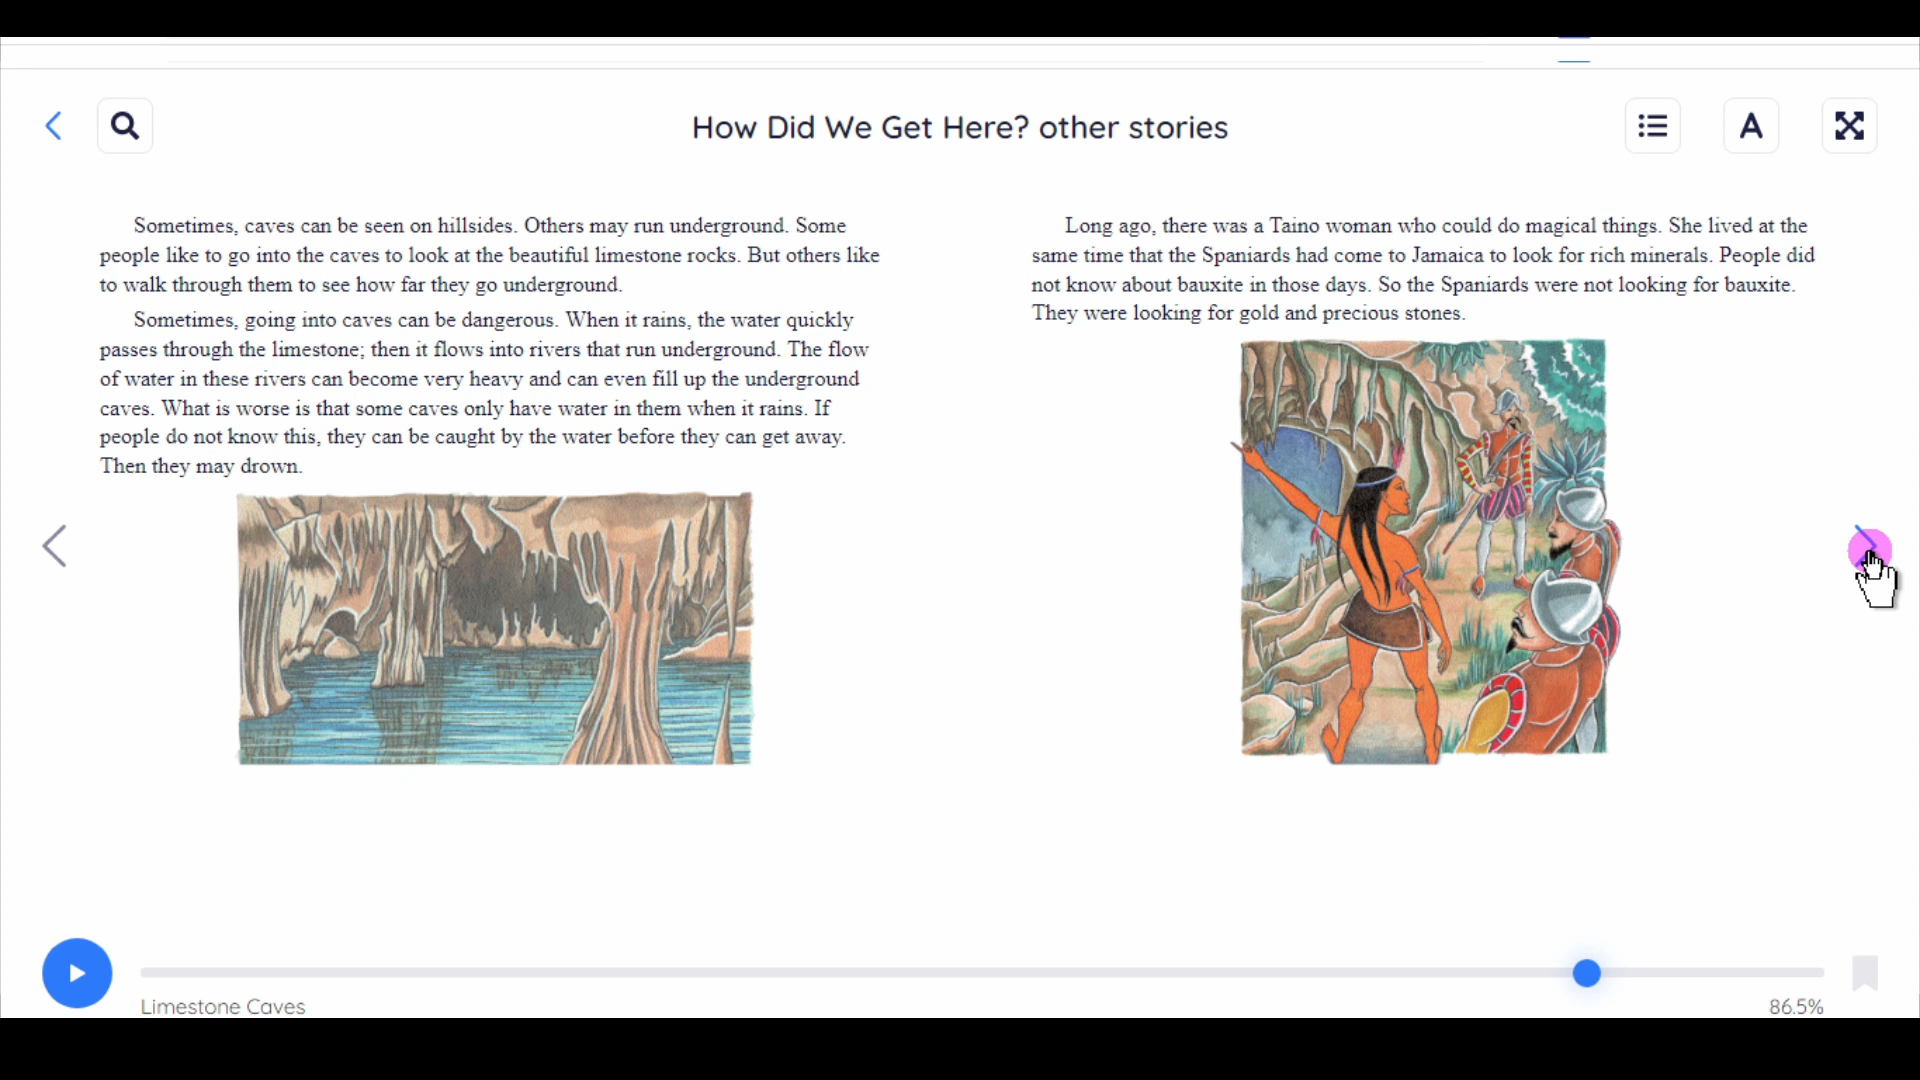 How Did We Get Here? other stories
A
Sometimes, caves can be seen on hillsides. Others may run underground. Some
people like to go into the caves to look at the beautiful limestone rocks. But others like
to walk through them to see how far they go underground.
Sometimes, going into caves can be dangerous. When it rains, the water quickly
passes through the limestone; then it flows into rivers that run underground. The flow
of water in these rivers can become very heavy and can even fill up the underground
caves. What is worse is that some caves only have water in them when it rains. If
people do not know this, they can be caught by the water before they can get away.
Then they may drown.
Long ago, there was a Taino woman who could do magical things. She lived at the
same time that the Spaniards had come to Jamaica to look for rich minerals. People did
not know about bauxite in those days. So the Spaniards were not looking for bauxite.
They were looking for gold and precious stones.
Limestone Caves
86.5%